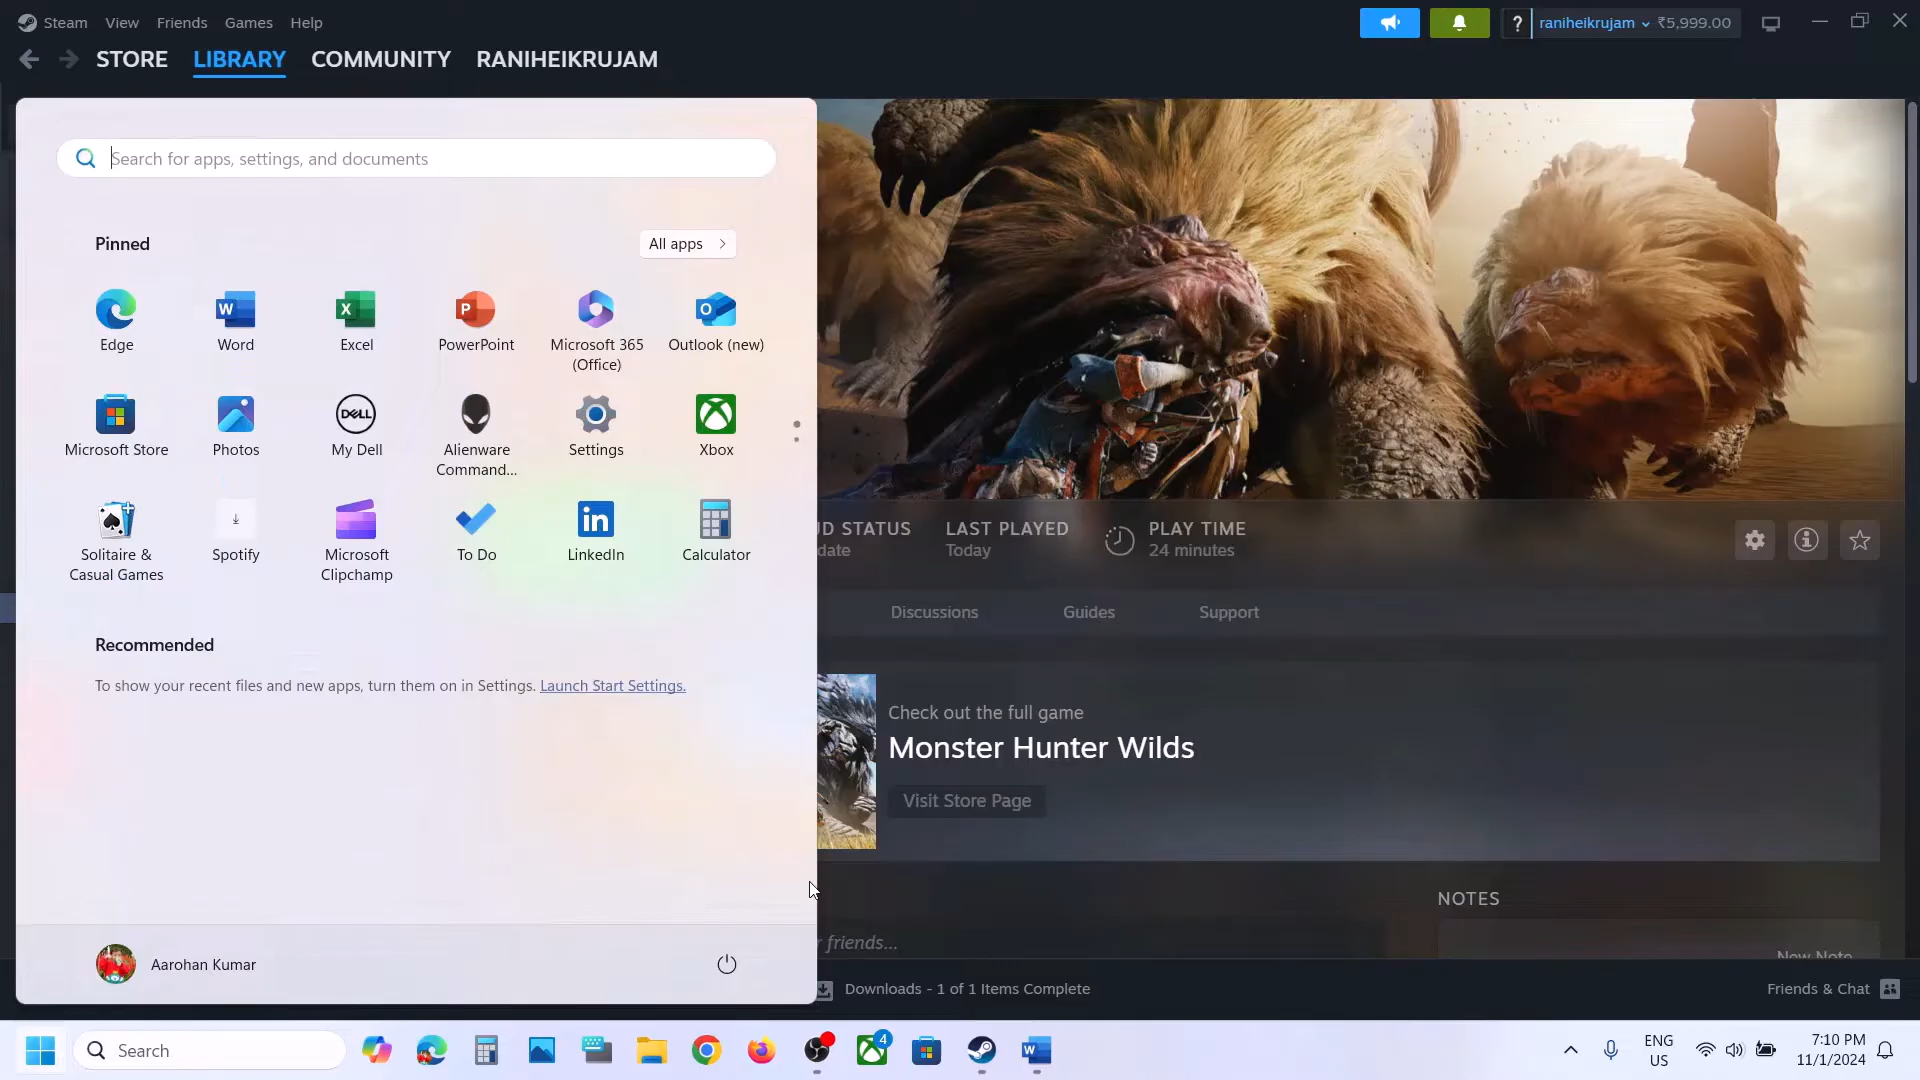 Steam View Friends Games Help
? raniheikrujam ₹5,999.00
STORE LIBRARY COMMUNITY RANIHEIKRUJAM
Search for apps, settings, and documents
Pinned
All apps
Edge Word Excel PowerPoint Microsoft 365 Outlook (new)
(Office)
DELL
Microsoft Store Photos My Dell Alienware Settings Xbox
Command...
Solitaire & Spotify Microsoft To Do LinkedIn Calculator
Casual Games Clipchamp
Recommended
To show your recent files and new apps, turn them on in Settings. Launch Start Settings.
Aarohan Kumar
UD STATUS LAST PLAYED PLAY TIME
date Today 24 minutes
Discussions Guides Support
Check out the full game
Monster Hunter Wilds
Visit Store Page
NOTES
r friends...
New Note
Downloads - 1 of 1 Items Complete
Friends & Chat
Search
4
ENG
US
7:10 PM
11/1/2024